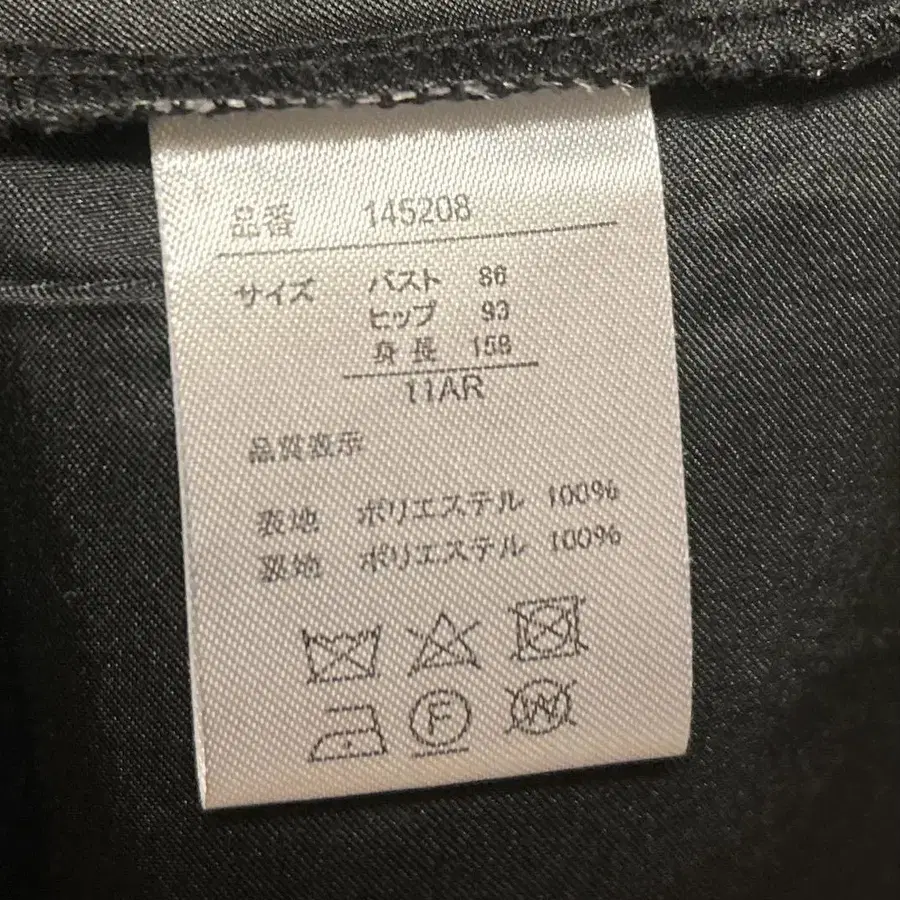 品番 145208
サイズ バスト 86
ヒップ 93
身長 158
11AR
品質表示
表地 ポリエステル 100%
裏地 ポリエステル 100%
F W